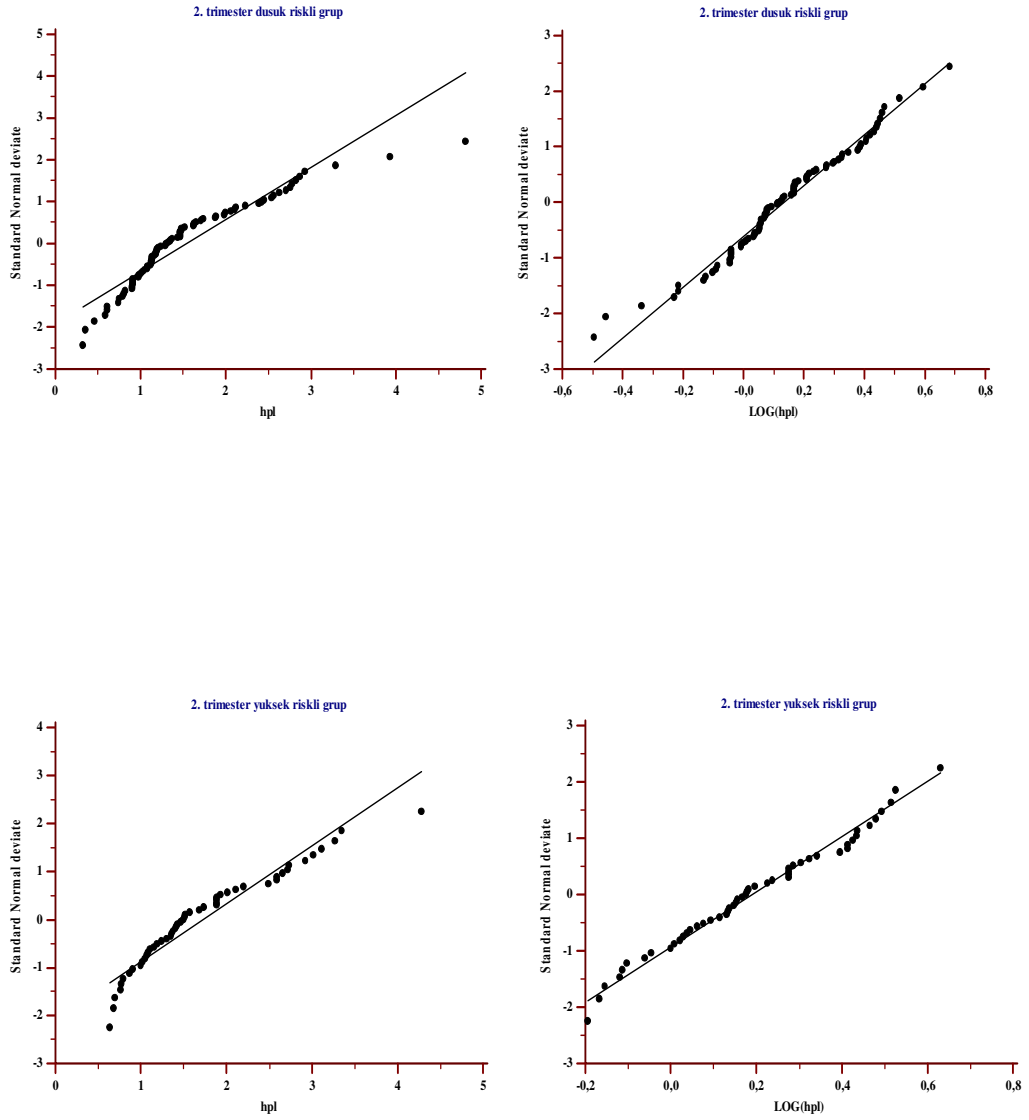 2. trimester dusuk riskli grup
5
4
3
2
1
0
-1
-2
-3
Standard Normal deviate
0 1 2 3 4 5
hpl
2. trimester dusuk riskli grup
3
2
1
0
-1
-2
-3
Standard Normal deviate
-0,6 -0,4 -0,2 -0,0 0,2 0,4 0,6 0,8
LOG(hpl)
2. trimester yuksek riskli grup
4
3
2
1
0
-1
-2
-3
Standard Normal deviate
0 1 2 3 4 5
hpl
2. trimester yuksek riskli grup
3
2
1
0
-1
-2
-3
Standard Normal deviate
-0,2 0,0 0,2 0,4 0,6 0,8
LOG(hpl)